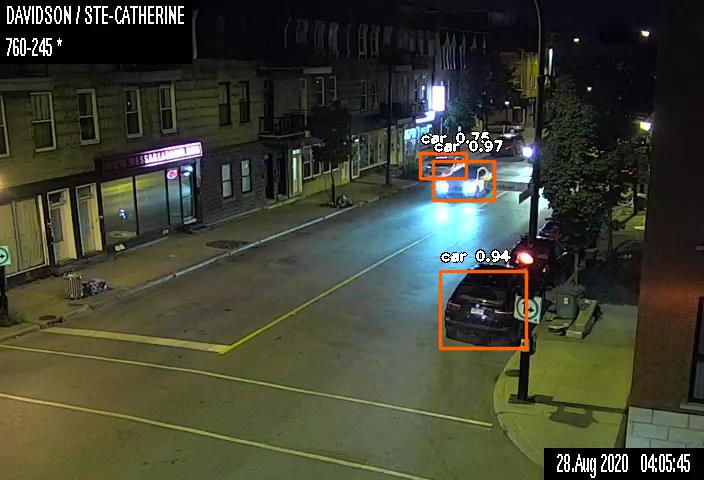 DAVIDSON / STE-CATHERINE
760-245 *
car 0.75
car 0.97
car 0.94
28.Aug 2020 04:05:45